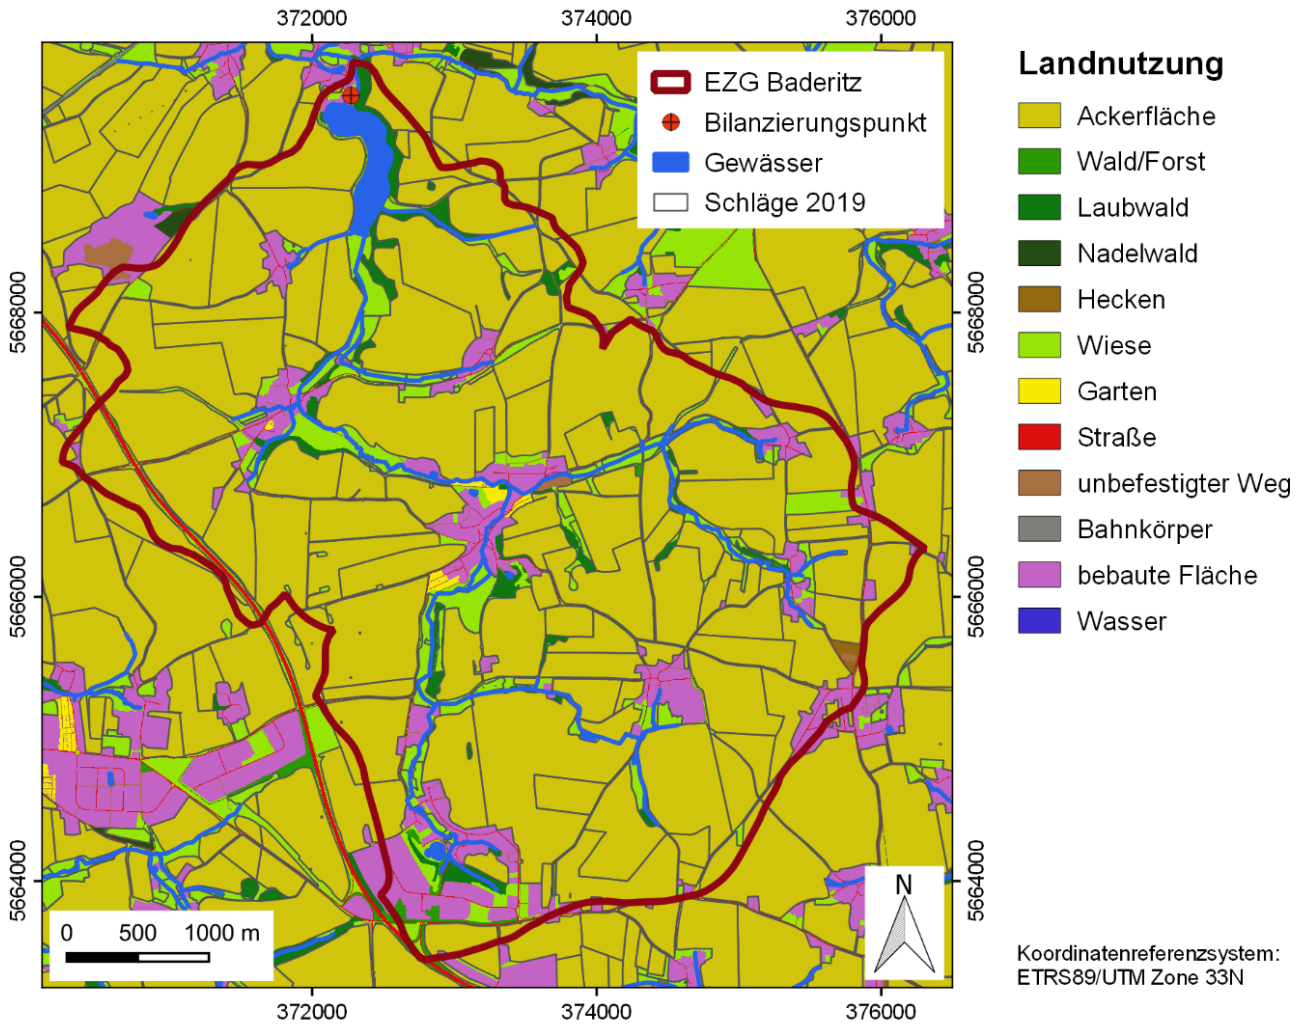 372000 374000 376000
EZG Baderitz
Bilanzierungspunkt
Gewässer
Schläge 2019
Landnutzung
Ackerfläche
Wald/Forst
Laubwald
Nadelwald
Hecken
Wiese
Garten
Straße
unbefestigter Weg
Bahnkörper
bebaute Fläche
Wasser
5668000
5666000
5664000
5668000
5666000
5664000
N
0 500 1000 m
Koordinatenreferenzsystem:
ETRS89/UTM Zone 33N
372000 374000 376000